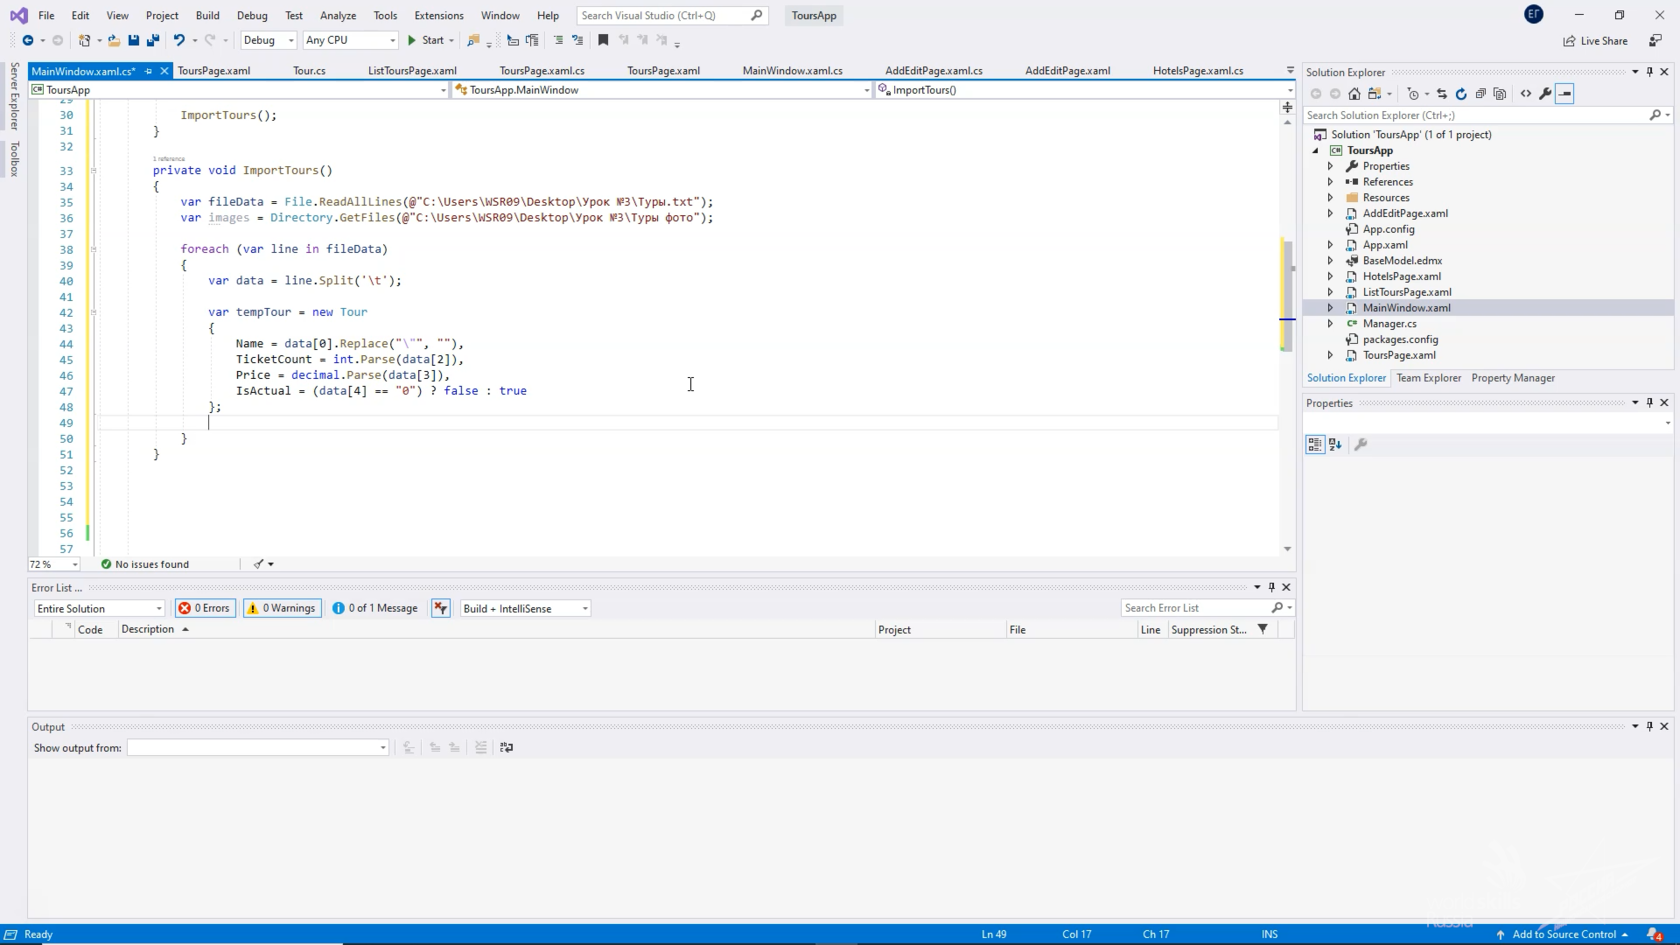 File Edit View Project Build Debug Test Analyze Tools Extensions Window Help Search Visual Studio (Ctrl+Q) ToursApp ЕГ
Debug Any CPU Start Live Share
Server Explorer
Toolbox
MainWindow.xaml.cs* ToursPage.xaml Tour.cs ListToursPage.xaml ToursPage.xaml.cs ToursPage.xaml MainWindow.xaml.cs AddEditPage.xaml.cs AddEditPage.xaml HotelsPage.xaml.cs
ToursApp ToursApp.MainWindow ImportTours()
29
30 ImportTours();
31 }
32
1 reference
33 private void ImportTours()
34 {
35 var fileData = File.ReadAllLines(@"C:\Users\WSR09\Desktop\Урок №3\Туры.txt");
36 var images = Directory.GetFiles(@"C:\Users\WSR09\Desktop\Урок №3\Туры фото");
37
38 foreach (var line in fileData)
39 {
40 var data = line.Split('\t');
41
42 var tempTour = new Tour
43 {
44 Name = data[0].Replace("\"", ""),
45 TicketCount = int.Parse(data[2]),
46 Price = decimal.Parse(data[3]),
47 IsActual = (data[4] == "0") ? false : true
48 };
49
50 }
51 }
52
53
54
55
56
57
72 % No issues found
Error List ...
Entire Solution 0 Errors 0 Warnings 0 of 1 Message Build + IntelliSense Search Error List
Code Description Project File Line Suppression St...
Output
Show output from:
Solution Explorer
Search Solution Explorer (Ctrl+;)
Solution 'ToursApp' (1 of 1 project)
ToursApp
Properties
References
Resources
AddEditPage.xaml
App.config
App.xaml
BaseModel.edmx
HotelsPage.xaml
ListToursPage.xaml
MainWindow.xaml
Manager.cs
packages.config
ToursPage.xaml
Solution Explorer Team Explorer Property Manager
Properties
Ready Ln 49 Col 17 Ch 17 INS Add to Source Control 4
Russia